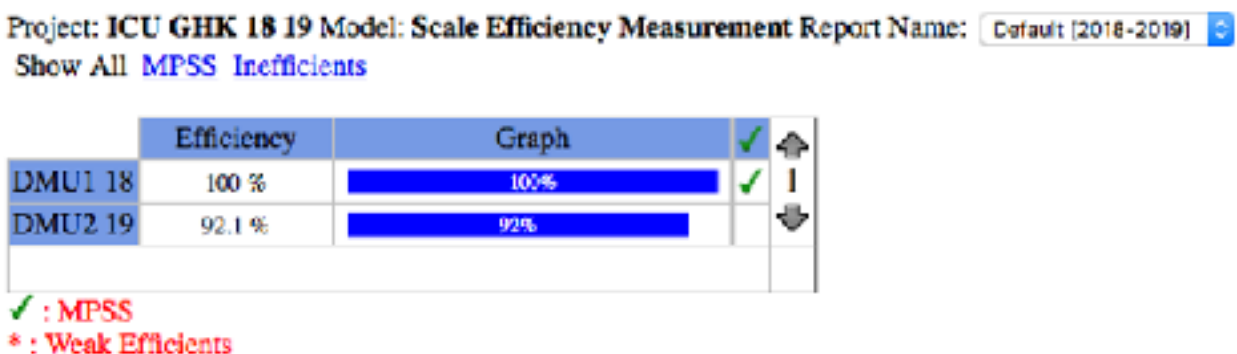 Project: ICU GHK 18 19 Model: Scale Efficiency Measurement Report Name: Default [2018-2019]
Show All MPSS Inefficients
Efficiency Graph ✓
DMU1 18 100 % 100% ✓ 1
DMU2 19 92.1 % 92%
✓ : MPSS
* : Weak Efficients